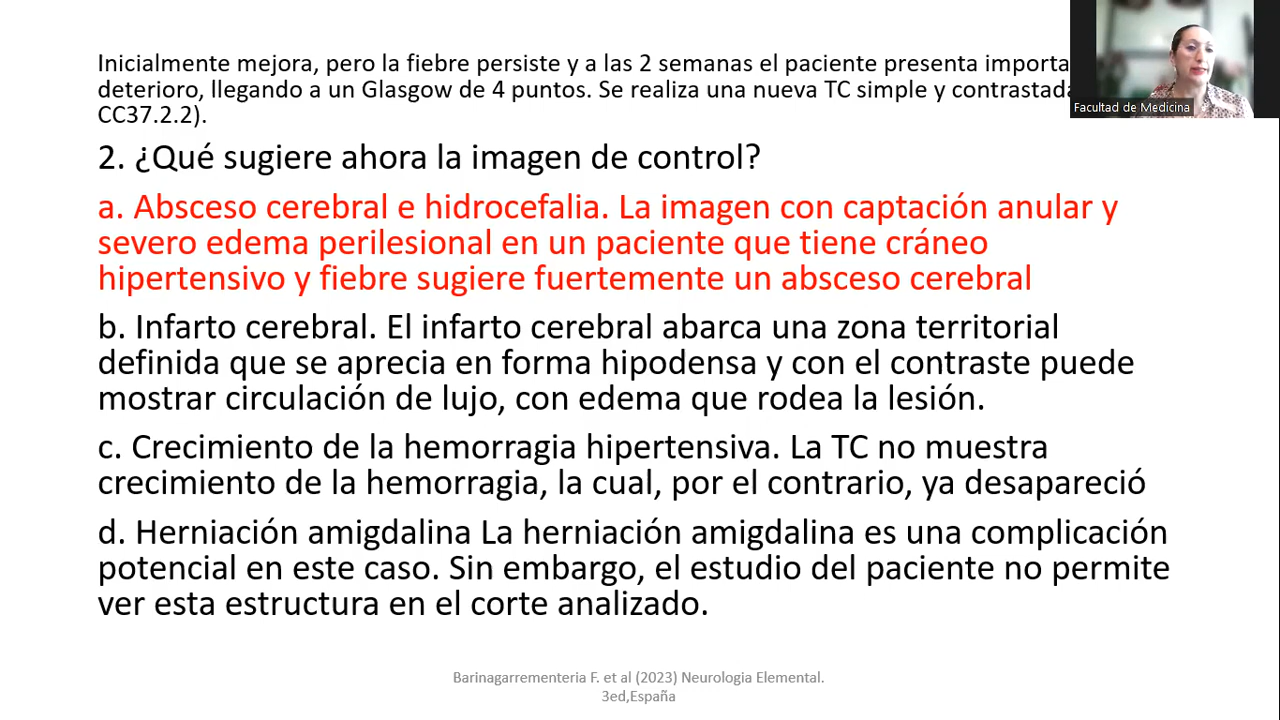 Inicialmente mejora, pero la fiebre persiste y a las 2 semanas el paciente presenta importa
deterioro, llegando a un Glasgow de 4 puntos. Se realiza una nueva TC simple y contrastada
CC37.2.2).
Facultad de Medicina
2. ¿Qué sugiere ahora la imagen de control?
a. Absceso cerebral e hidrocefalia. La imagen con captación anular y
severo edema perilesional en un paciente que tiene cráneo
hipertensivo y fiebre sugiere fuertemente un absceso cerebral
b. Infarto cerebral. El infarto cerebral abarca una zona territorial
definida que se aprecia en forma hipodensa y con el contraste puede
mostrar circulación de lujo, con edema que rodea la lesión.
c. Crecimiento de la hemorragia hipertensiva. La TC no muestra
crecimiento de la hemorragia, la cual, por el contrario, ya desapareció
d. Herniación amigdalina La herniación amigdalina es una complicación
potencial en este caso. Sin embargo, el estudio del paciente no permite
ver esta estructura en el corte analizado.
Barinagarrementeria F. et al (2023) Neurologia Elemental.
3ed,España